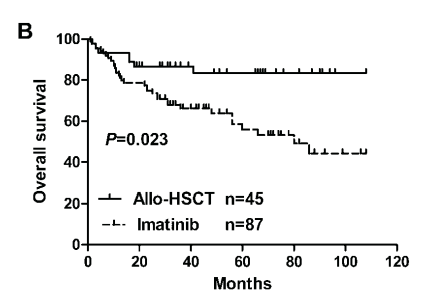 B
100
80
60
40
20
0
Overall survival
P=0.023
Allo-HSCT n=45
Imatinib n=87
0 20 40 60 80 100 120
Months